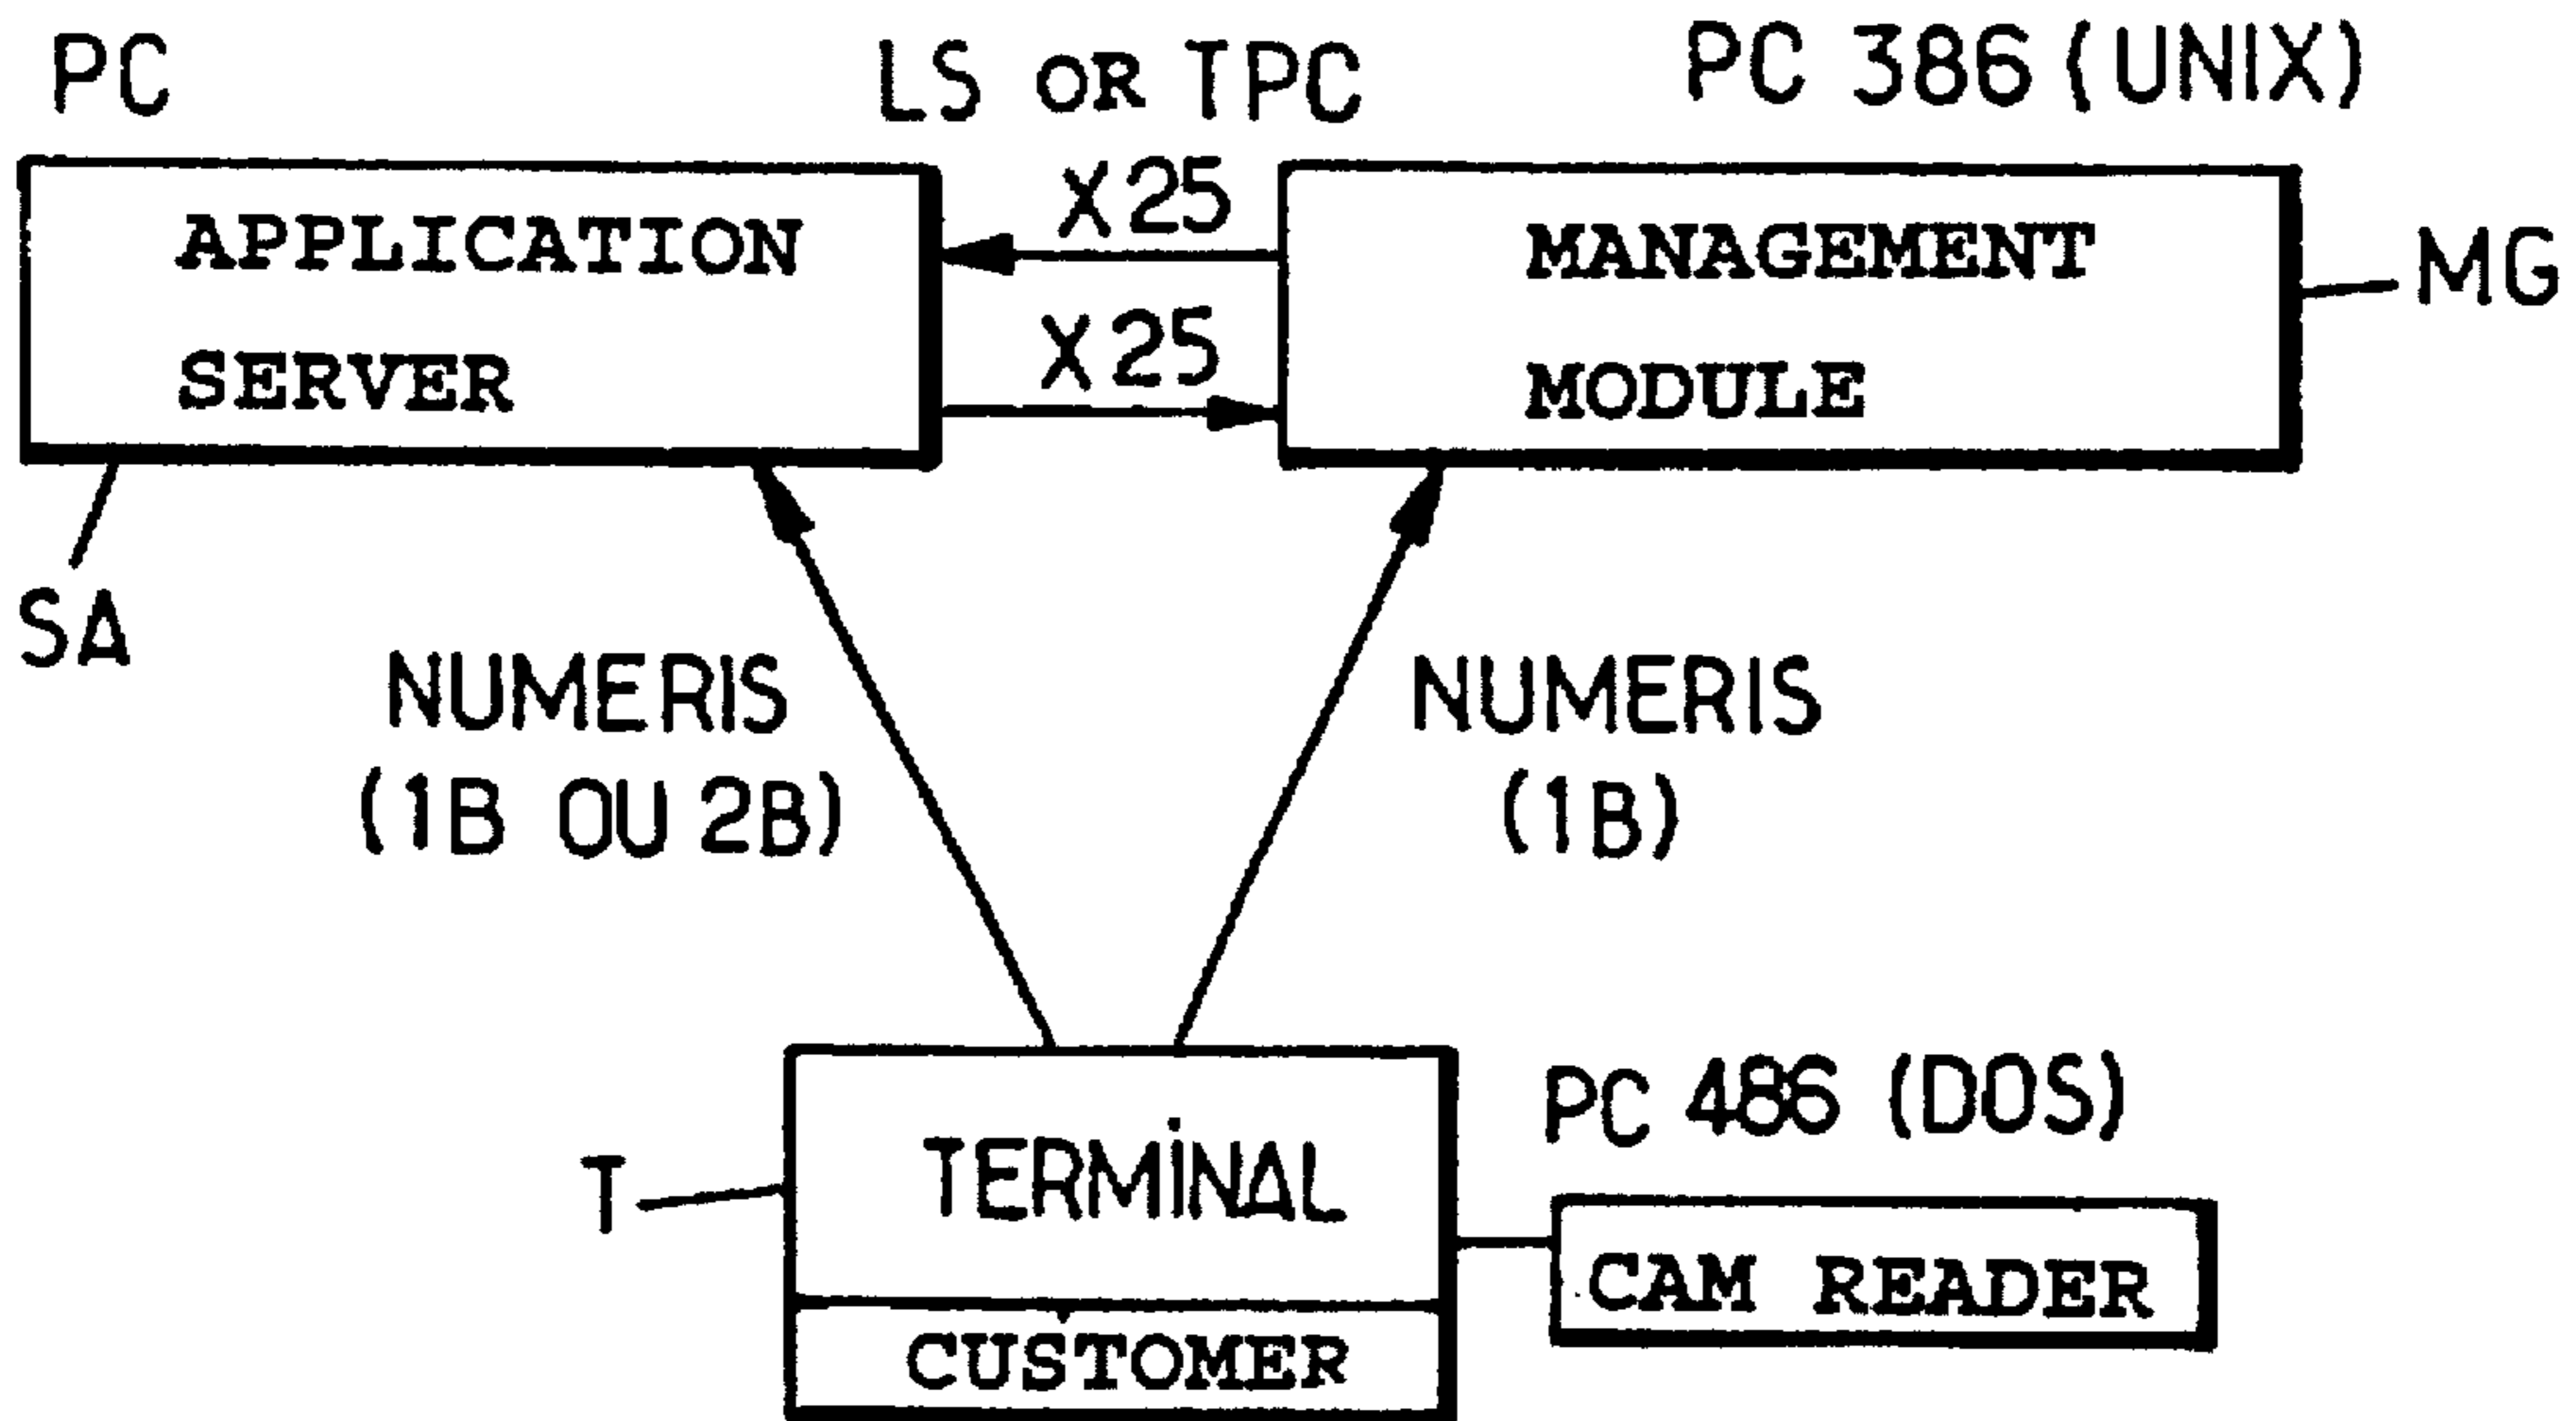 PC
LS OR TPC
PC 386 (UNIX)
APPLICATION
SERVER
X25
X25
MANAGEMENT
MODULE
MG
SA
NUMERIS
(1B OU 2B)
NUMERIS
(1B)
T
TERMINAL
CUSTOMER
PC 486 (DOS)
CAM READER